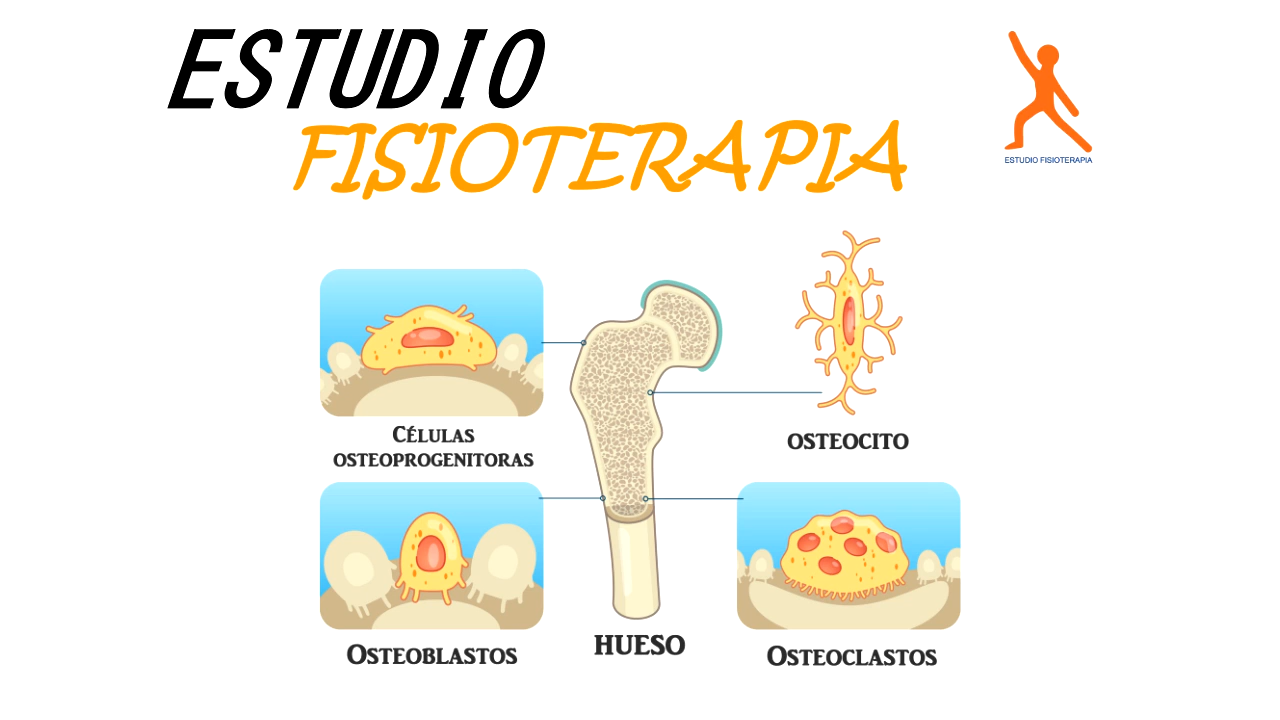 ESTUDIO
FISIOTERAPIA
ESTUDIO FISIOTERAPIA
CÉLULAS
OSTEOPROGENITORAS
OSTEOCITO
OSTEOBLASTOS
HUESO
OSTEOCLASTOS